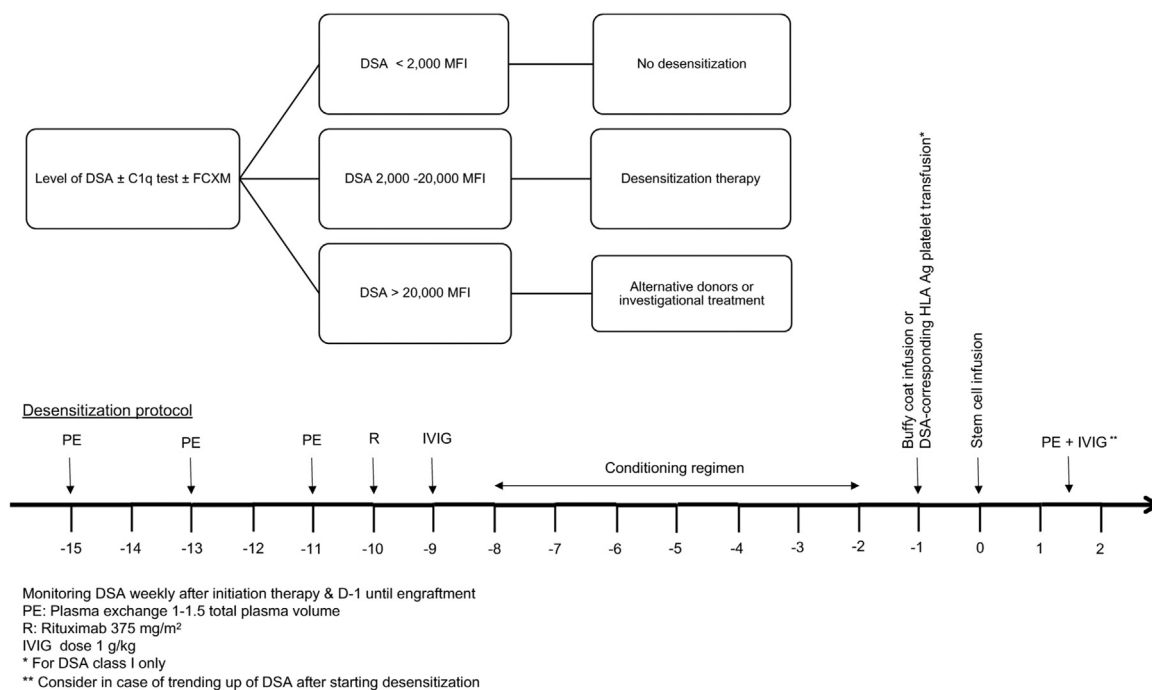 DSA < 2,000 MFI
No desensitization
Level of DSA ± C1q test ± FCXM
DSA 2,000 -20,000 MFI
Desensitization therapy
DSA > 20,000 MFI
Alternative donors or
investigational treatment
Buffy coat infusion or
DSA-corresponding HLA Ag platelet transfusion*
Stem cell infusion
Desensitization protocol
PE
PE
PE
R
IVIG
Conditioning regimen
PE + IVIG **
-15 -14 -13 -12 -11 -10 -9 -8 -7 -6 -5 -4 -3 -2 -1 0 1 2
Monitoring DSA weekly after initiation therapy & D-1 until engraftment
PE: Plasma exchange 1-1.5 total plasma volume
R: Rituximab 375 mg/m²
IVIG dose 1 g/kg
* For DSA class I only
** Consider in case of trending up of DSA after starting desensitization